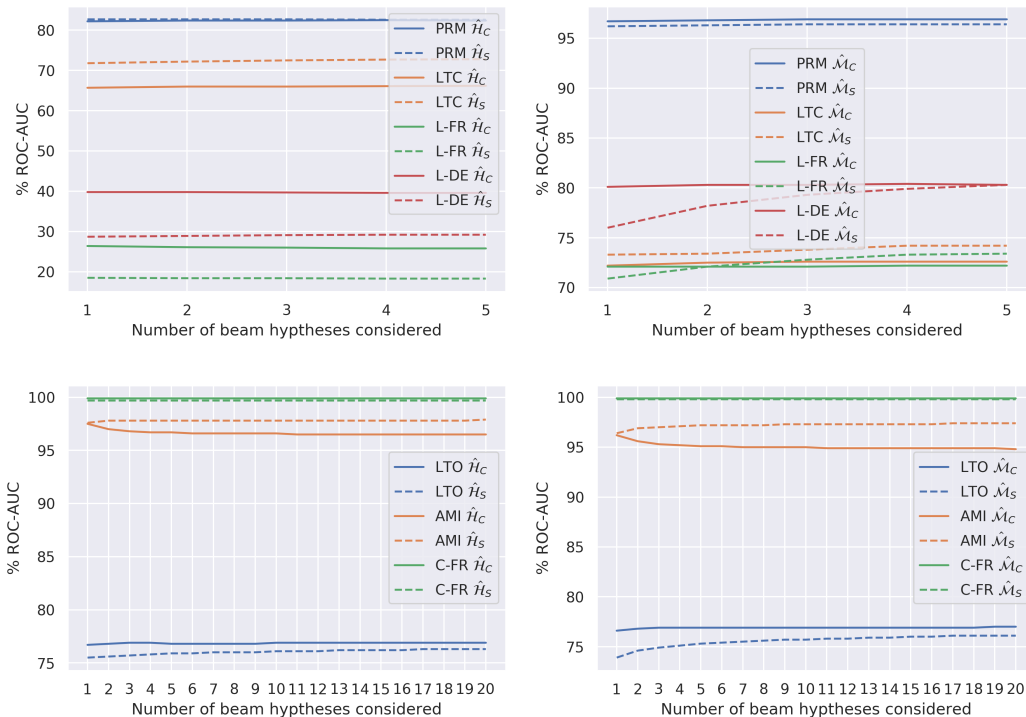 80
70
60
50
40
30
20
% ROC-AUC
1
2
3
4
5
Number of beam hyptheses considered
PRM Ĥ_C
PRM Ĥ_S
LTC Ĥ_C
LTC Ĥ_S
L-FR Ĥ_C
L-FR Ĥ_S
L-DE Ĥ_C
L-DE Ĥ_S
95
90
85
80
75
70
% ROC-AUC
1
2
3
4
5
Number of beam hyptheses considered
PRM M̂_C
PRM M̂_S
LTC M̂_C
LTC M̂_S
L-FR M̂_C
L-FR M̂_S
L-DE M̂_C
L-DE M̂_S
100
95
90
85
80
75
% ROC-AUC
1 2 3 4 5 6 7 8 9 10 11 12 13 14 15 16 17 18 19 20
Number of beam hyptheses considered
LTO Ĥ_C
LTO Ĥ_S
AMI Ĥ_C
AMI Ĥ_S
C-FR Ĥ_C
C-FR Ĥ_S
100
95
90
85
80
75
% ROC-AUC
1 2 3 4 5 6 7 8 9 10 11 12 13 14 15 16 17 18 19 20
Number of beam hyptheses considered
LTO M̂_C
LTO M̂_S
AMI M̂_C
AMI M̂_S
C-FR M̂_C
C-FR M̂_S